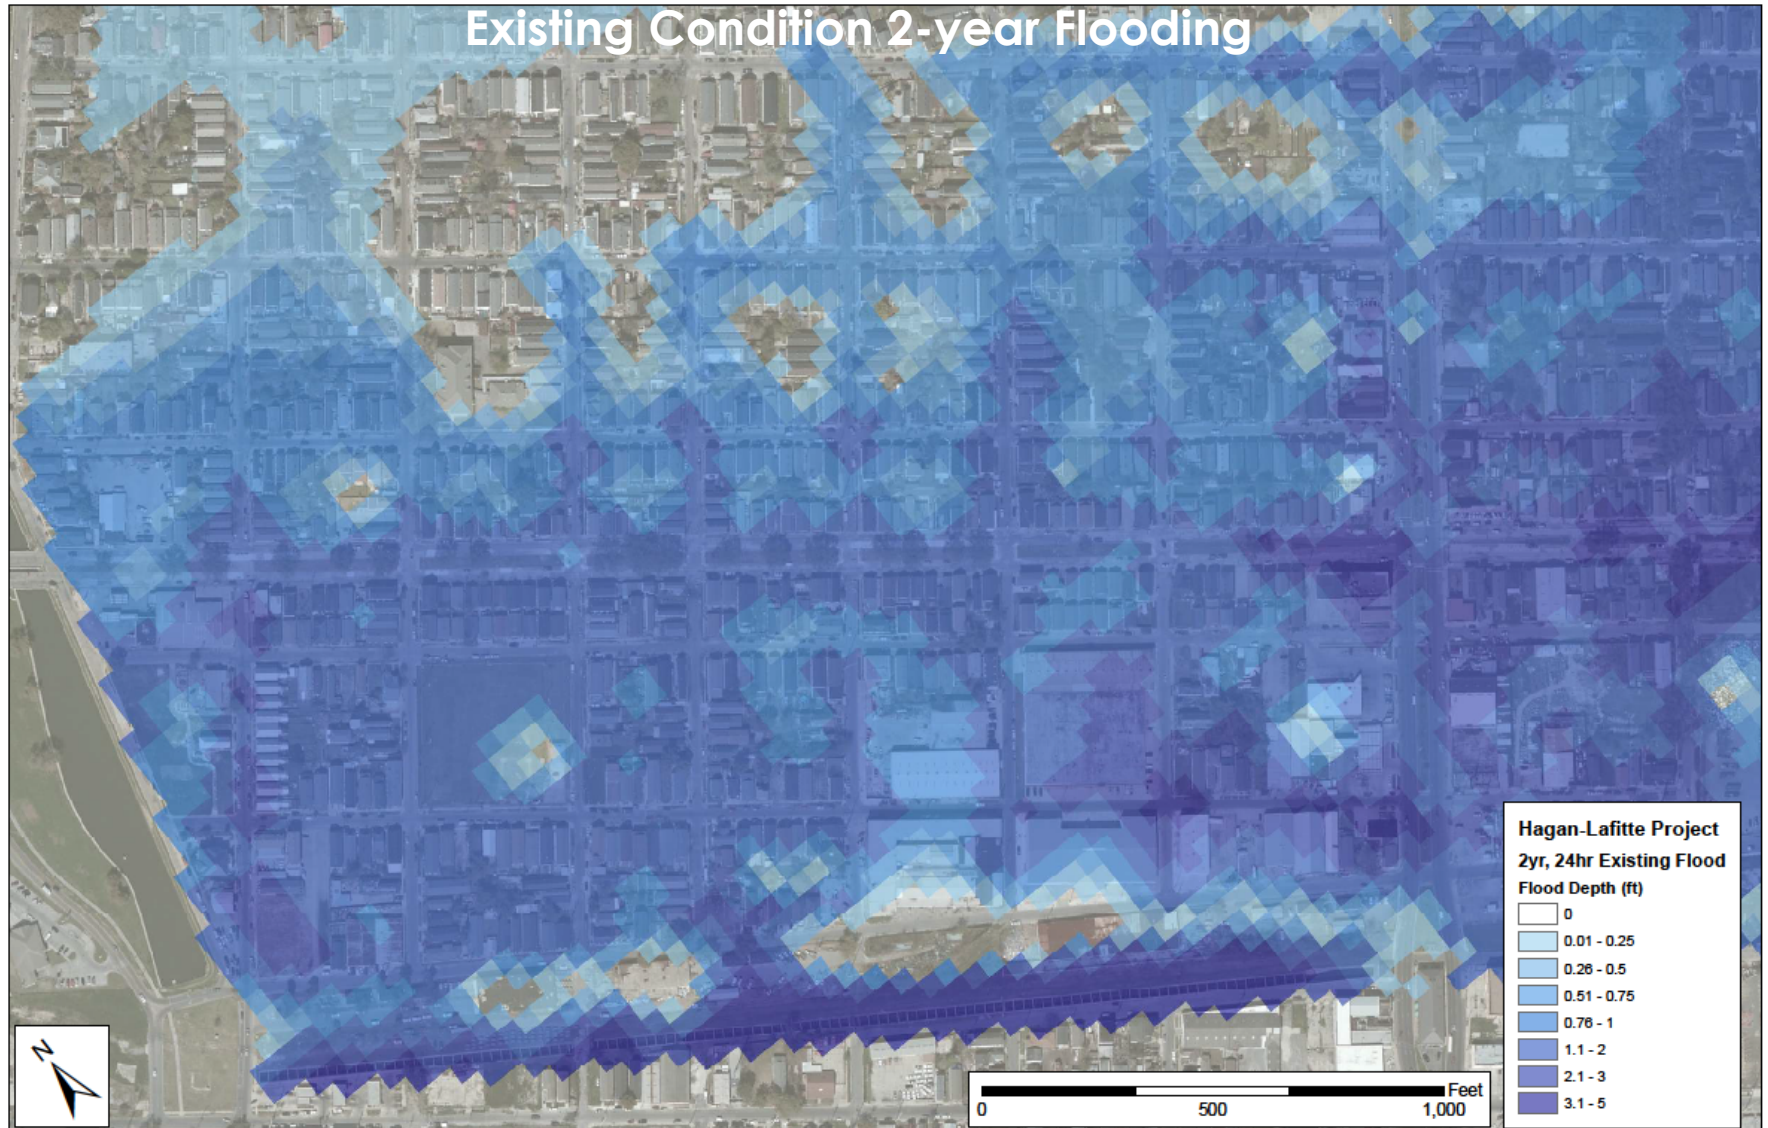 Existing Condition 2-year Flooding
Hagan-Lafitte Project
2yr, 24hr Existing Flood
Flood Depth (ft)
0
0.01 - 0.25
0.26 - 0.5
0.51 - 0.75
0.76 - 1
1.1 - 2
2.1 - 3
3.1 - 5
N
Feet
0 500 1,000